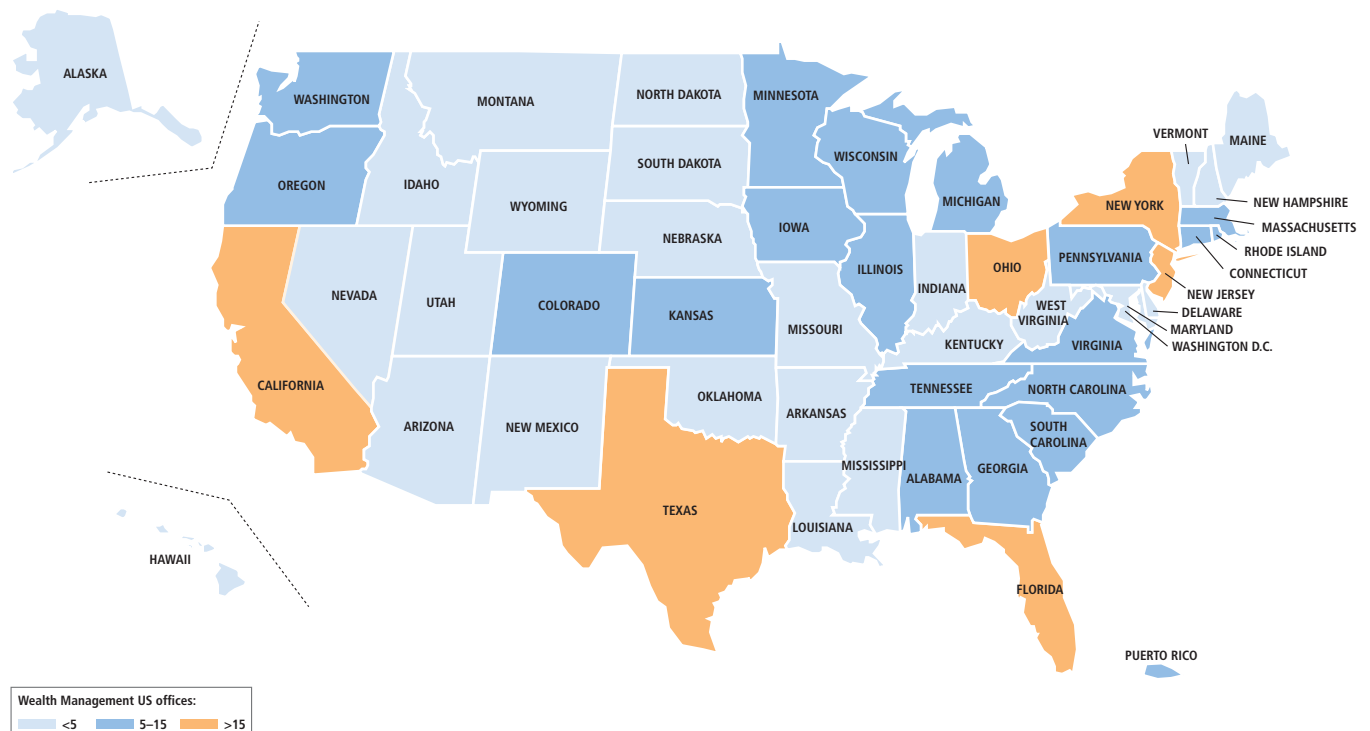 ALASKA
WASHINGTON
MONTANA
NORTH DAKOTA
MINNESOTA
VERMONT
MAINE
OREGON
IDAHO
SOUTH DAKOTA
WISCONSIN
MICHIGAN
NEW YORK
NEW HAMPSHIRE
MASSACHUSETTS
WYOMING
NEBRASKA
IOWA
RHODE ISLAND
CONNECTICUT
PENNSYLVANIA
ILLINOIS
OHIO
INDIANA
NEW JERSEY
DELAWARE
MARYLAND
WASHINGTON D.C.
NEVADA
UTAH
COLORADO
KANSAS
MISSOURI
WEST
VIRGINIA
KENTUCKY
VIRGINIA
CALIFORNIA
OKLAHOMA
TENNESSEE
NORTH CAROLINA
ARIZONA
NEW MEXICO
ARKANSAS
SOUTH
CAROLINA
MISSISSIPPI
ALABAMA
GEORGIA
TEXAS
LOUISIANA
HAWAII
FLORIDA
PUERTO RICO
Wealth Management US offices:
<5 5–15 >15